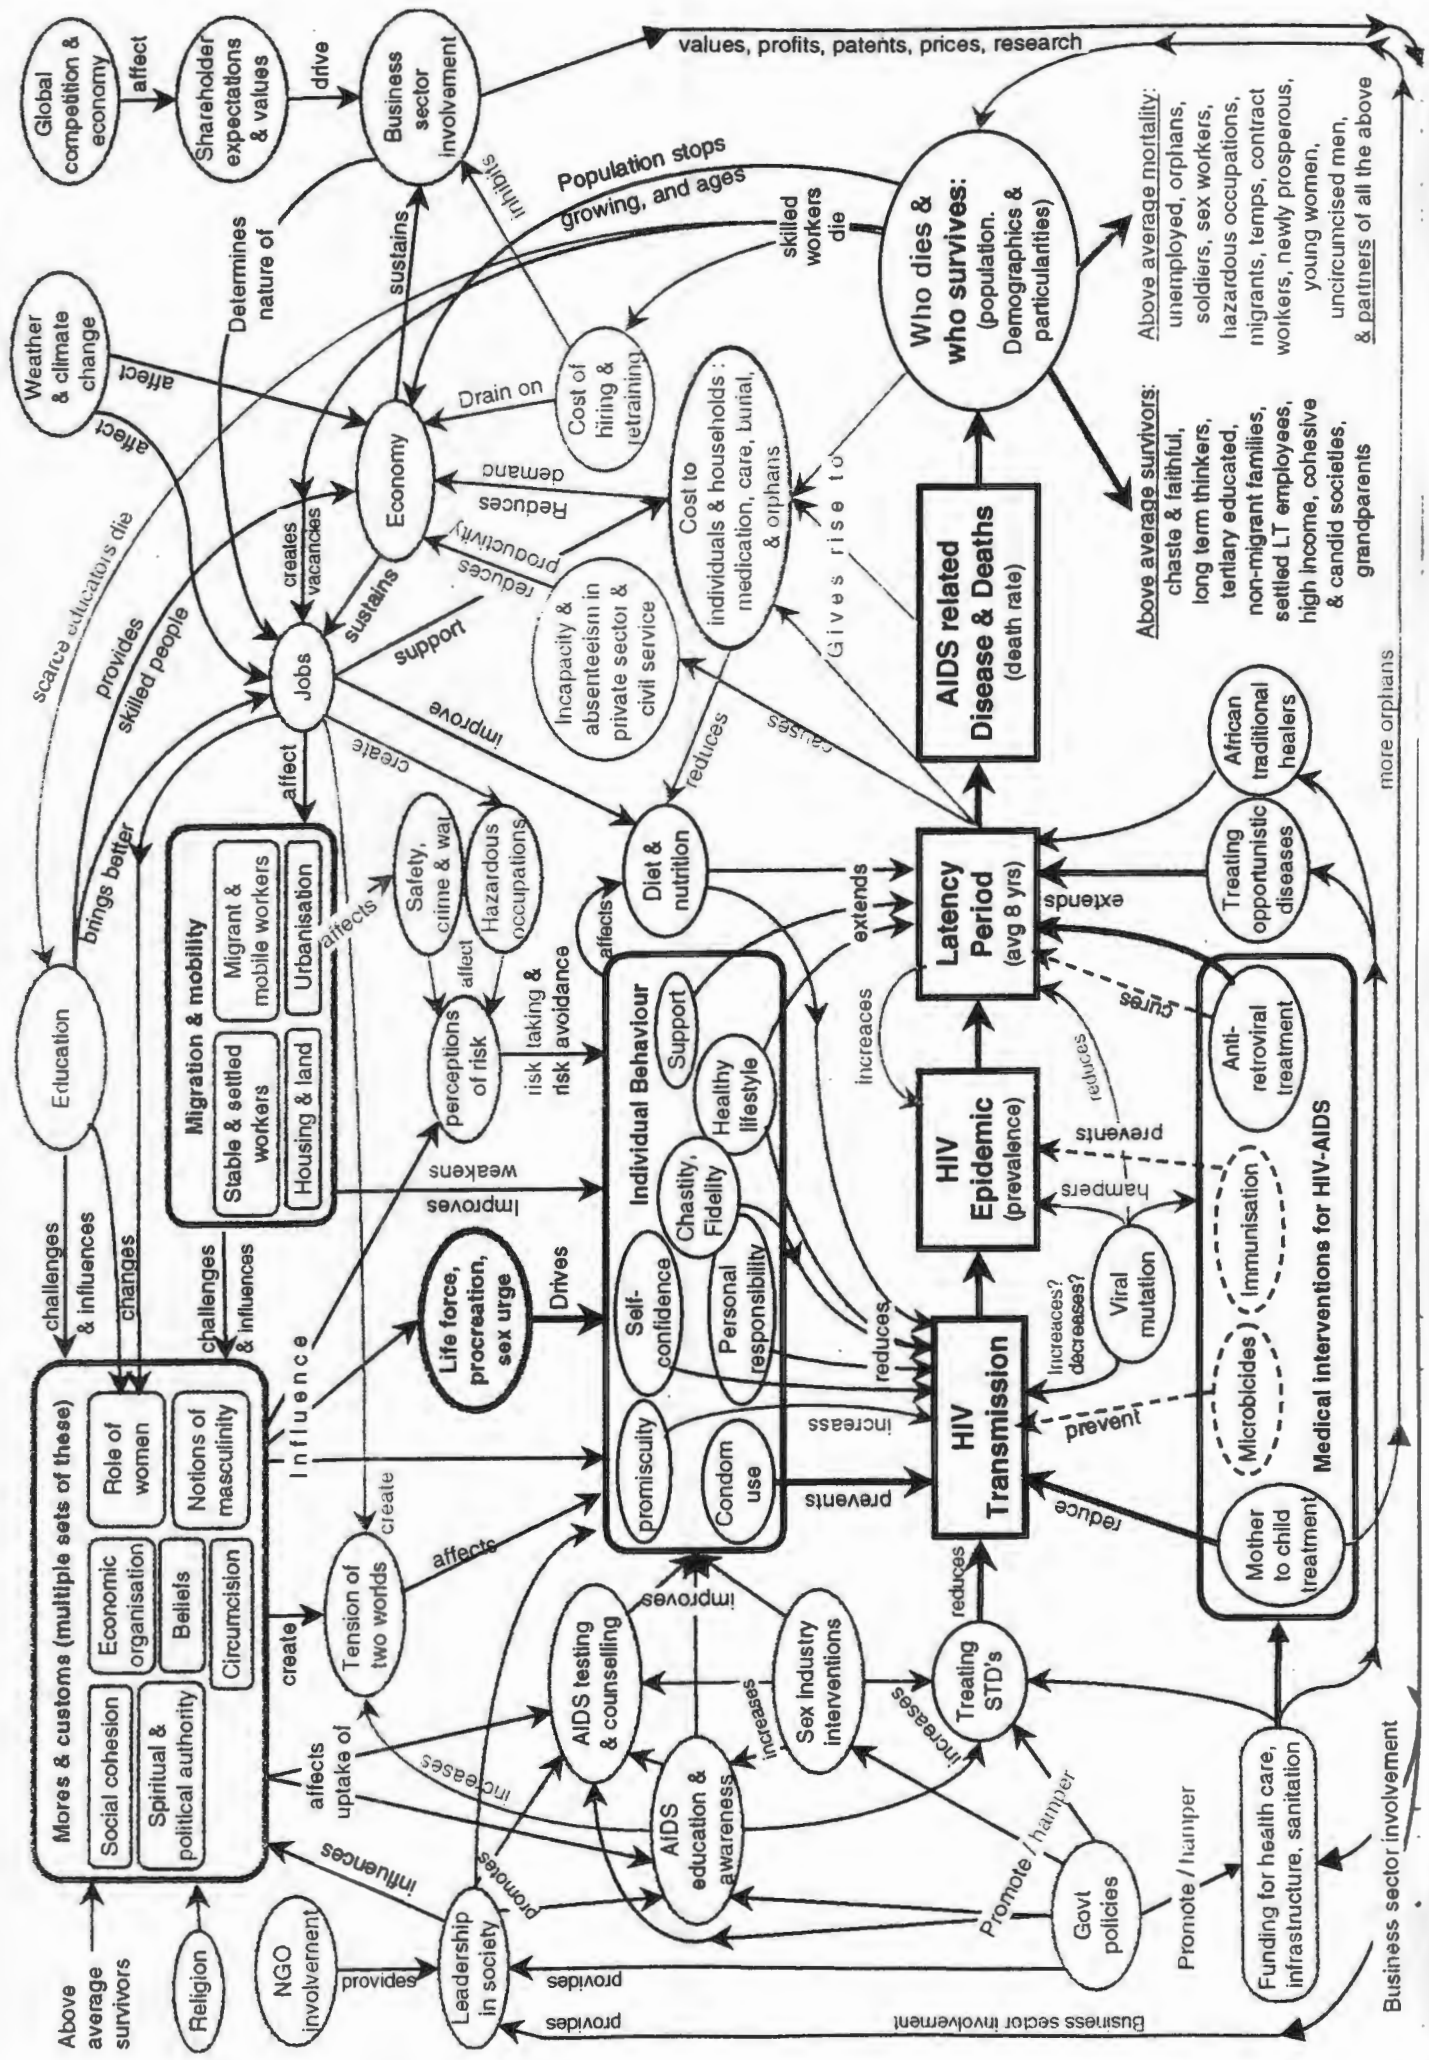 Mores & customs (multiple sets of these)
Social cohesion
Spiritual &
political authority
Economic
organisation
Beliefs
Circumcision
Role of
women
Notions of
masculinity
Above
average
survivors
Religion
NGO
involvement
provides
Leadership
in society
influences
promotes
provides
provides
Business sector involvement
challenges
& influences
changes
challenges
& influences
Education
scarce educators die
provides
skilled people
brings better
Migration & mobility
Stable & settled
workers
Housing & land
Migrant &
mobile workers
Urbanisation
affect
Jobs
creates
vacancies
sustains
support
improve
create
affects
Weather
& climate
change
affect
affect
Global
competition &
economy
affect
Shareholder
expectations
& values
drive
Business
sector
involvement
Determines
nature of
sustains
inhibits
Economy
Drain on
Cost of
hiring &
retraining
Population stops
growing, and ages
skilled
workers
die
values, profits, patents, prices, research
create
Tension of
two worlds
create
affects
affects
uptake of
increases
Influence
Life force,
procreation,
sex urge
Drives
Improves
weakens
perceptions
of risk
affect
Safety,
crime & war
Hazardous
occupations
risk taking &
risk avoidance
affects
Diet &
nutrition
reduces
Incapacity &
absenteeism in
private sector &
civil service
reduces
productivity
Reduces
demand
Cost to
individuals & households :
medication, care, burial,
& orphans
causes
Gives rise to
Individual Behaviour
promiscuity
Condom
use
Self-
confidence
Personal
responsibility
Chastity,
Fidelity
Healthy
lifestyle
Support
AIDS testing
& counselling
AIDS
education &
awareness
Sex industry
interventions
improves
increases
increases
Treating
STD's
reduces
prevents
increass
reduces
extends
increaces
HIV
Transmission
HIV
Epidemic
(prevalence)
Latency
Period
(avg 8 yrs)
AIDS related
Disease & Deaths
(death rate)
Who dies &
who survives:
(population.
Demographics &
particularities)
Govt
policies
Promote / hamper
Promote / hamper
Funding for health care,
infrastructure, sanitation
Business sector involvement
Increaces?
decreases?
Viral
mutation
hampers
reduces
prevents
prevent
reduce
cures
extends
Mother
to child
treatment
Microbicides
Immunisation
Anti-
retroviral
treatment
Medical interventions for HIV-AIDS
Treating
opportunistic
diseases
African
traditional
healers
more orphans
Above average survivors:
chaste & faithful,
long term thinkers,
tertiary educated,
non-migrant families,
settled LT employees,
high income, cohesive
& candid societies,
grandparents
Above average mortality:
unemployed, orphans,
soldiers, sex workers,
hazardous occupations,
migrants, temps, contract
workers, newly prosperous,
young women,
uncircumcised men,
& partners of all the above